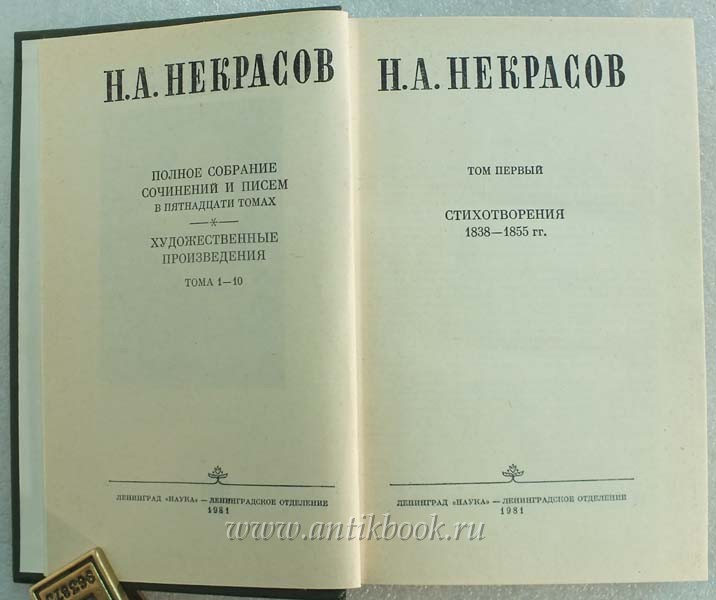 Н.А.НЕКРАСОВ
ПОЛНОЕ СОБРАНИЕ
СОЧИНЕНИЙ И ПИСЕМ
В ПЯТНАДЦАТИ ТОМАХ
ХУДОЖЕСТВЕННЫЕ
ПРОИЗВЕДЕНИЯ
ТОМА 1—10
ЛЕНИНГРАД «НАУКА» — ЛЕНИНГРАДСКОЕ ОТДЕЛЕНИЕ
1981
Н.А.НЕКРАСОВ
ТОМ ПЕРВЫЙ
СТИХОТВОРЕНИЯ
1838—1855 гг.
ЛЕНИНГРАД «НАУКА» — ЛЕНИНГРАДСКОЕ ОТДЕЛЕНИЕ
1981
www.antikbook.ru